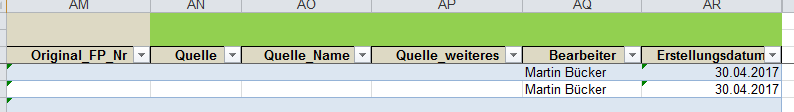 AM AN AO AP AQ AR
Original_FP_Nr Quelle Quelle_Name Quelle_weiteres Bearbeiter Erstellungsdatum
Martin Bücker 30.04.2017
Martin Bücker 30.04.2017